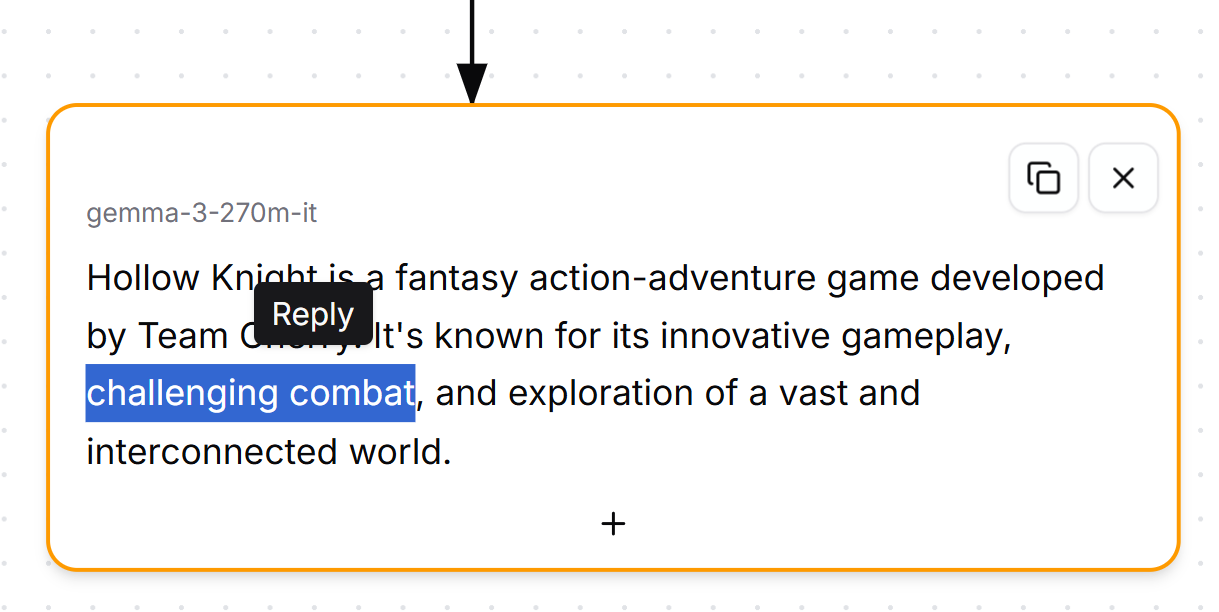 gemma-3-270m-it
Hollow Knight is a fantasy action-adventure game developed
Reply
by Team Cherry. It's known for its innovative gameplay,
challenging combat, and exploration of a vast and
interconnected world.